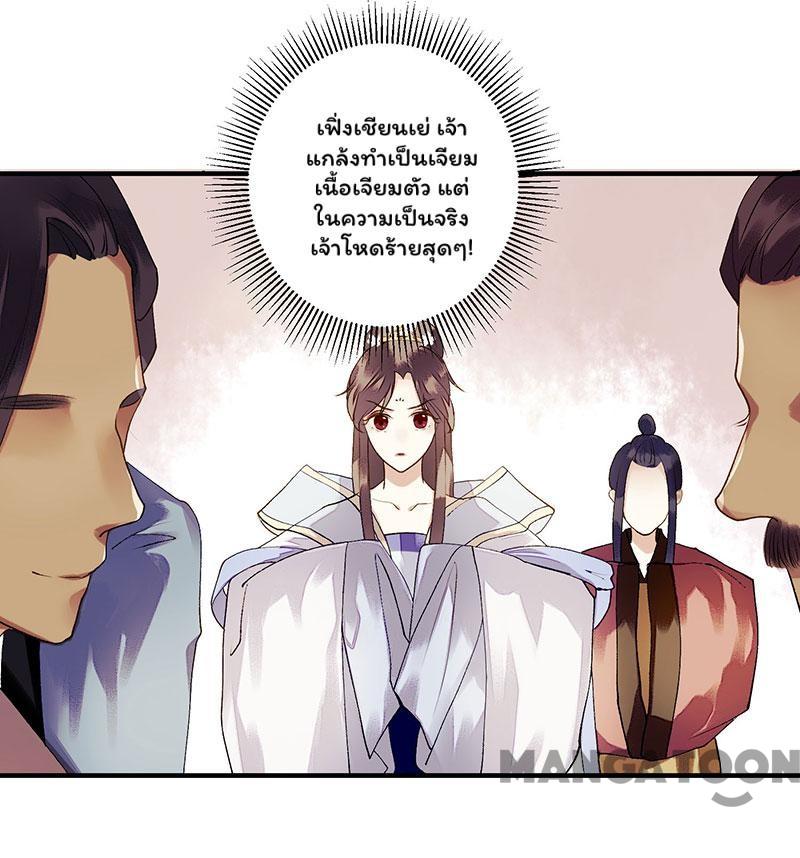 เฟิ่งเชียนเย่ เจ้า
แกล้งทำเป็นเจียม
เนื้อเจียมตัว แต่
ในความเป็นจริง
เจ้าโหดร้ายสุดๆ!
MANGATOON